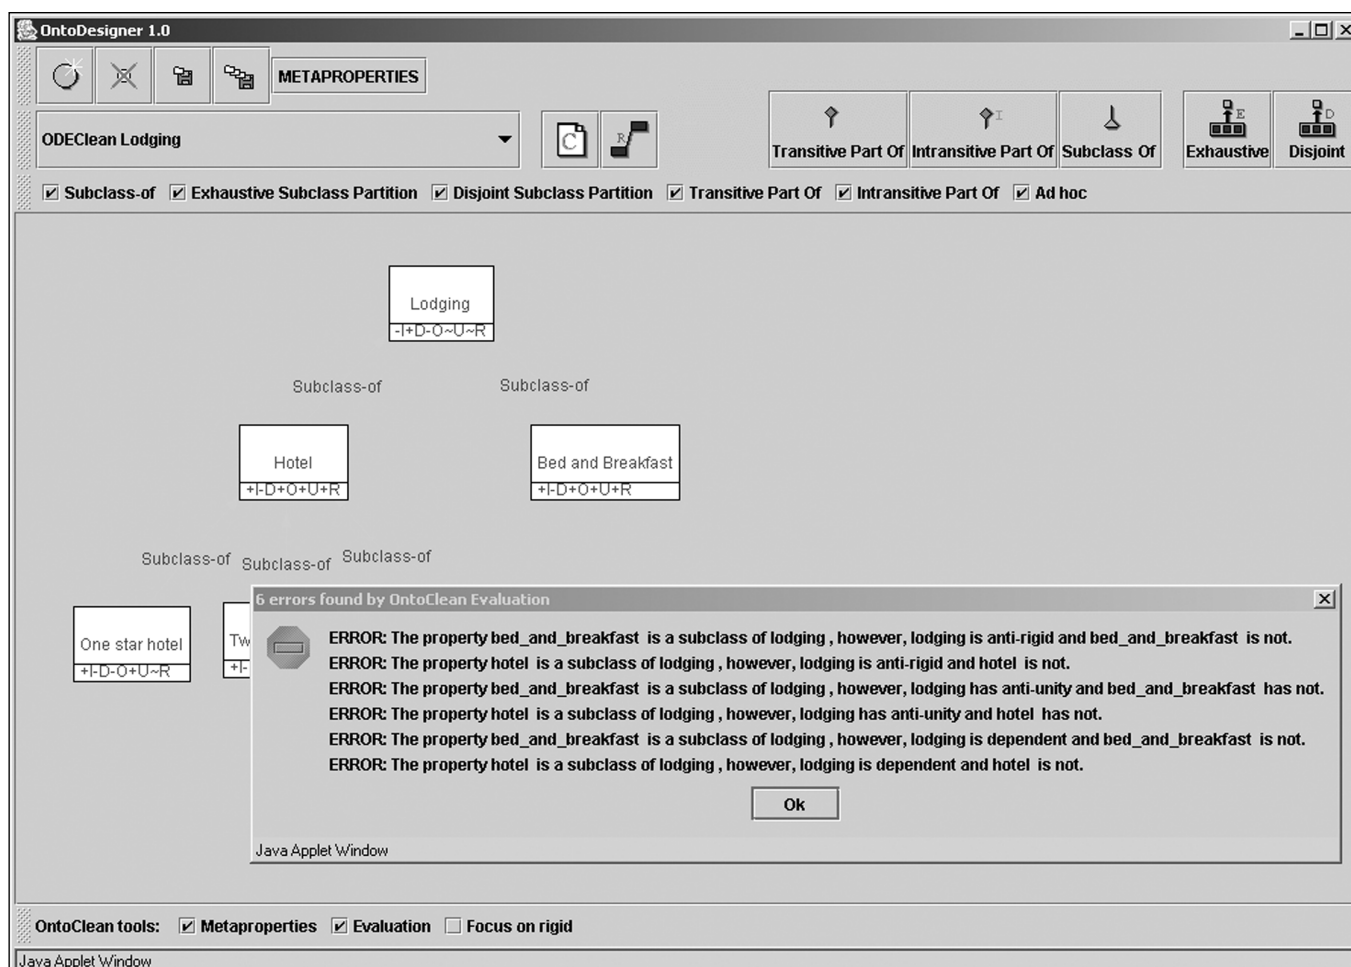 OntoDesigner 1.0
METAPROPERTIES
ODEClean Lodging
C
R
I
E
D
Transitive Part Of Intransitive Part Of Subclass Of Exhaustive Disjoint
Subclass-of Exhaustive Subclass Partition Disjoint Subclass Partition Transitive Part Of Intransitive Part Of Ad hoc
Lodging
-I+D-O~U~R
Subclass-of Subclass-of
Hotel Bed and Breakfast
+I-D+O+U+R +I-D+O+U+R
Subclass-of Subclass-of Subclass-of
One star hotel Tw
+I-D-O+U~R +I-
6 errors found by OntoClean Evaluation
ERROR: The property bed_and_breakfast is a subclass of lodging , however, lodging is anti-rigid and bed_and_breakfast is not.
ERROR: The property hotel is a subclass of lodging , however, lodging is anti-rigid and hotel is not.
ERROR: The property bed_and_breakfast is a subclass of lodging , however, lodging has anti-unity and bed_and_breakfast has not.
ERROR: The property hotel is a subclass of lodging , however, lodging has anti-unity and hotel has not.
ERROR: The property bed_and_breakfast is a subclass of lodging , however, lodging is dependent and bed_and_breakfast is not.
ERROR: The property hotel is a subclass of lodging , however, lodging is dependent and hotel is not.
Ok
Java Applet Window
OntoClean tools: Metaproperties Evaluation Focus on rigid
Java Applet Window